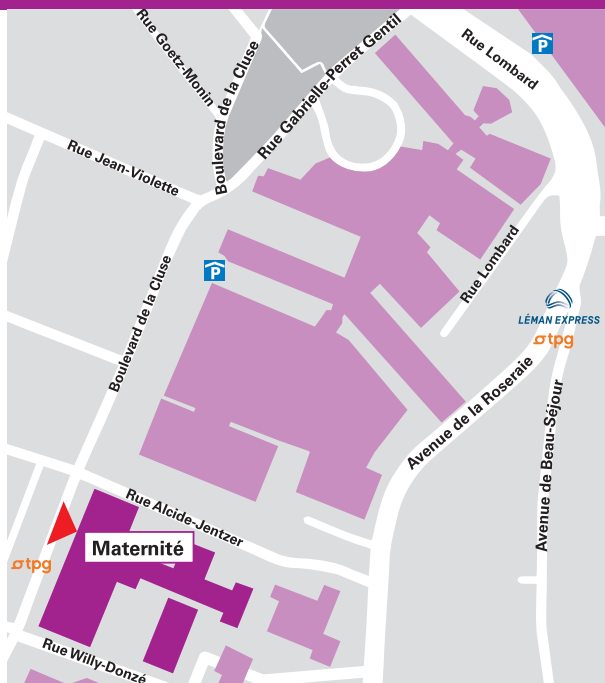 Rue Goetz-Monin
Boulevard de la Cluse
Rue Gabrielle-Perret Gentil
Rue Lombard
P
Rue Jean-Violette
P
Boulevard de la Cluse
Rue Lombard
LÉMAN EXPRESS
tpg
Avenue de la Roseraie
Avenue de Beau-Séjour
Rue Alcide-Jentzer
Maternité
tpg
Rue Willy-Donzé